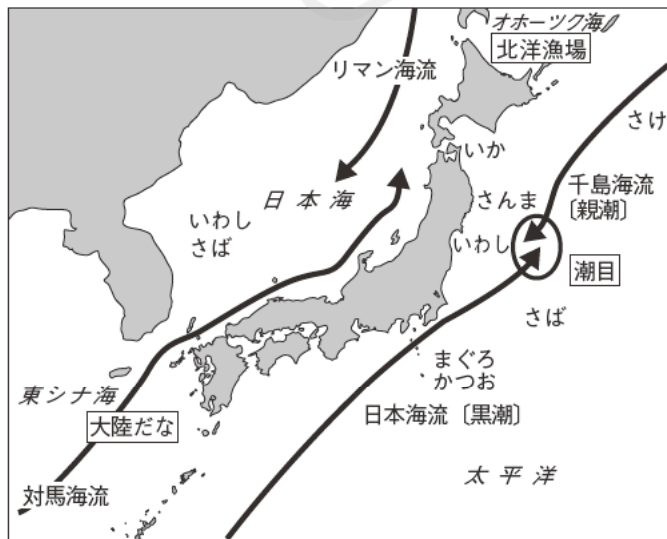 オホーツク海
北洋漁場
リマン海流
さけ
いか
千島海流
〔親潮〕
さんま
日本海
いわし
さば
いわし
潮目
さば
まぐろ
かつお
東シナ海
大陸だな
日本海流〔黒潮〕
太平洋
対馬海流